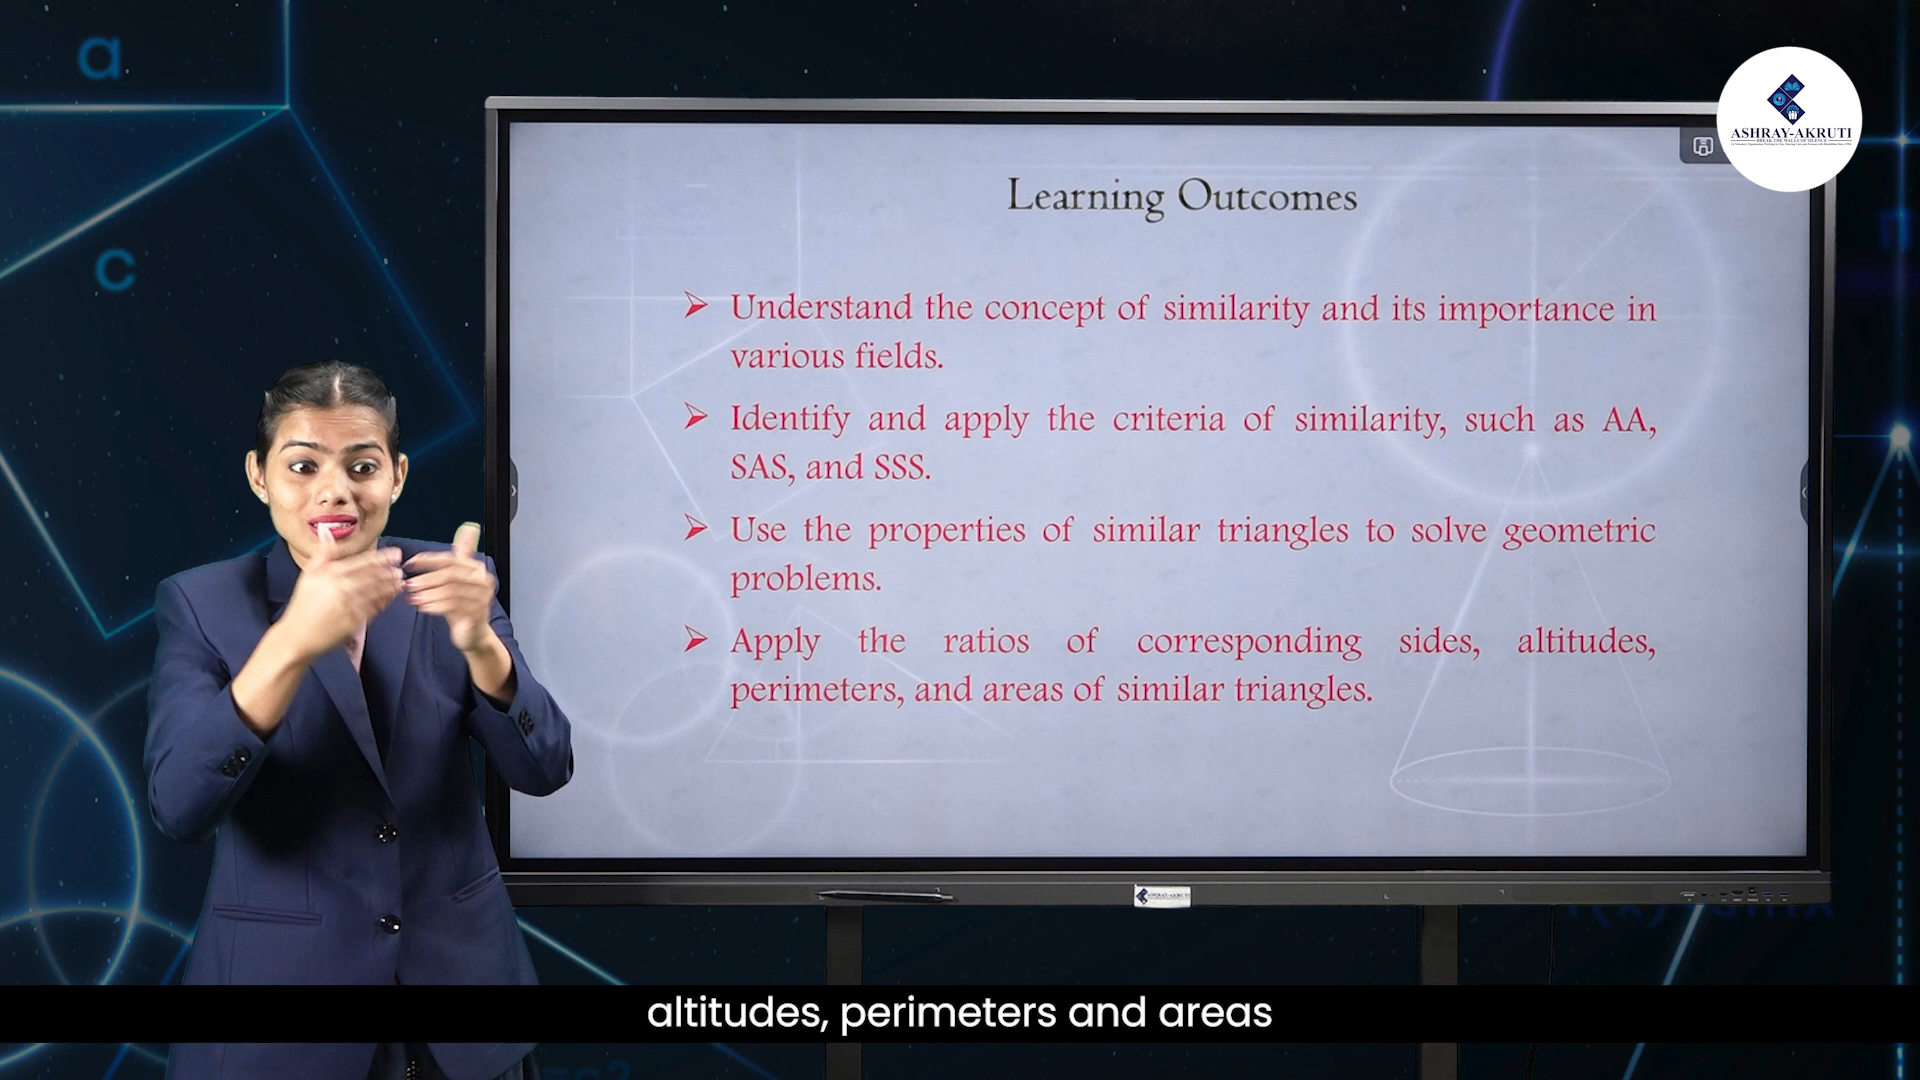 a
c
ASHRAY-AKRUTI
Learning Outcomes
➢ Understand the concept of similarity and its importance in
various fields.
➢ Identify and apply the criteria of similarity, such as AA,
SAS, and SSS.
➢ Use the properties of similar triangles to solve geometric
problems.
➢ Apply the ratios of corresponding sides, altitudes,
perimeters, and areas of similar triangles.
altitudes, perimeters and areas